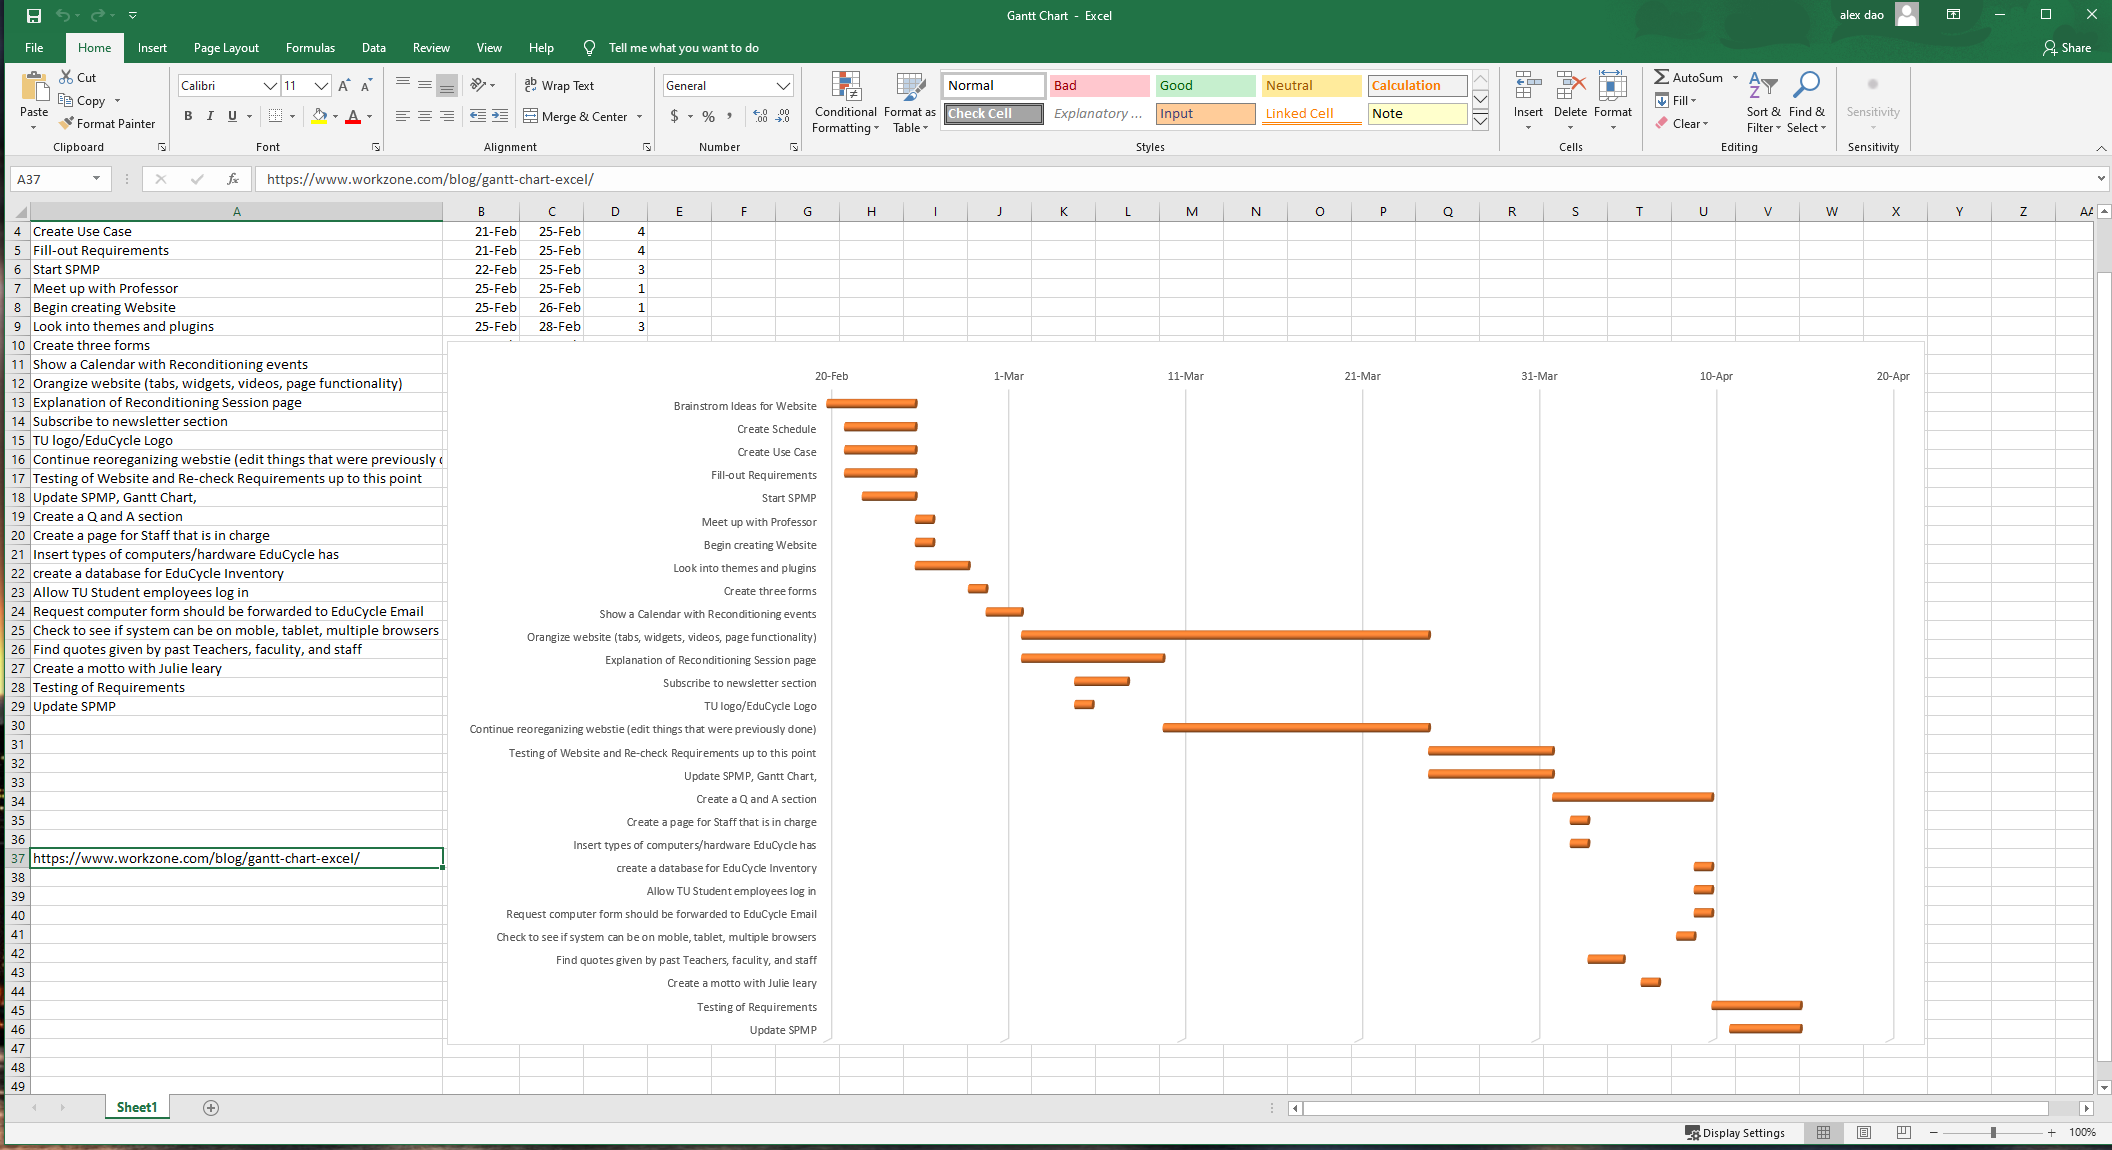 Gantt Chart - Excel
alex dao
File Home Insert Page Layout Formulas Data Review View Help Tell me what you want to do
Share
Paste
Cut
Copy
Format Painter
Clipboard
Calibri 11
B I U
Font
Wrap Text
Merge & Center
Alignment
General
$ % ,
Number
Conditional Formatting
Format as Table
Normal Bad Good Neutral Calculation
Check Cell Explanatory ... Input Linked Cell Note
Styles
Insert Delete Format
Cells
AutoSum
Fill
Clear
Sort & Filter
Find & Select
Editing
Sensitivity
Sensitivity
A37 fx https://www.workzone.com/blog/gantt-chart-excel/
A B C D E F G H I J K L M N O P Q R S T U V W X Y Z AA
4 Create Use Case 21-Feb 25-Feb 4
5 Fill-out Requirements 21-Feb 25-Feb 4
6 Start SPMP 22-Feb 25-Feb 3
7 Meet up with Professor 25-Feb 25-Feb 1
8 Begin creating Website 25-Feb 26-Feb 1
9 Look into themes and plugins 25-Feb 28-Feb 3
10 Create three forms
11 Show a Calendar with Reconditioning events
12 Orangize website (tabs, widgets, videos, page functionality)
13 Explanation of Reconditioning Session page
14 Subscribe to newsletter section
15 TU logo/EduCycle Logo
16 Continue reoreganizing webstie (edit things that were previously
17 Testing of Website and Re-check Requirements up to this point
18 Update SPMP, Gantt Chart,
19 Create a Q and A section
20 Create a page for Staff that is in charge
21 Insert types of computers/hardware EduCycle has
22 create a database for EduCycle Inventory
23 Allow TU Student employees log in
24 Request computer form should be forwarded to EduCycle Email
25 Check to see if system can be on moble, tablet, multiple browsers
26 Find quotes given by past Teachers, faculity, and staff
27 Create a motto with Julie leary
28 Testing of Requirements
29 Update SPMP
30
31
32
33
34
35
36
37 https://www.workzone.com/blog/gantt-chart-excel/
38
39
40
41
42
43
44
45
46
47
48
49
20-Feb 1-Mar 11-Mar 21-Mar 31-Mar 10-Apr 20-Apr
Brainstrom Ideas for Website
Create Schedule
Create Use Case
Fill-out Requirements
Start SPMP
Meet up with Professor
Begin creating Website
Look into themes and plugins
Create three forms
Show a Calendar with Reconditioning events
Orangize website (tabs, widgets, videos, page functionality)
Explanation of Reconditioning Session page
Subscribe to newsletter section
TU logo/EduCycle Logo
Continue reoreganizing webstie (edit things that were previously done)
Testing of Website and Re-check Requirements up to this point
Update SPMP, Gantt Chart,
Create a Q and A section
Create a page for Staff that is in charge
Insert types of computers/hardware EduCycle has
create a database for EduCycle Inventory
Allow TU Student employees log in
Request computer form should be forwarded to EduCycle Email
Check to see if system can be on moble, tablet, multiple browsers
Find quotes given by past Teachers, faculity, and staff
Create a motto with Julie leary
Testing of Requirements
Update SPMP
Sheet1
Display Settings
100%